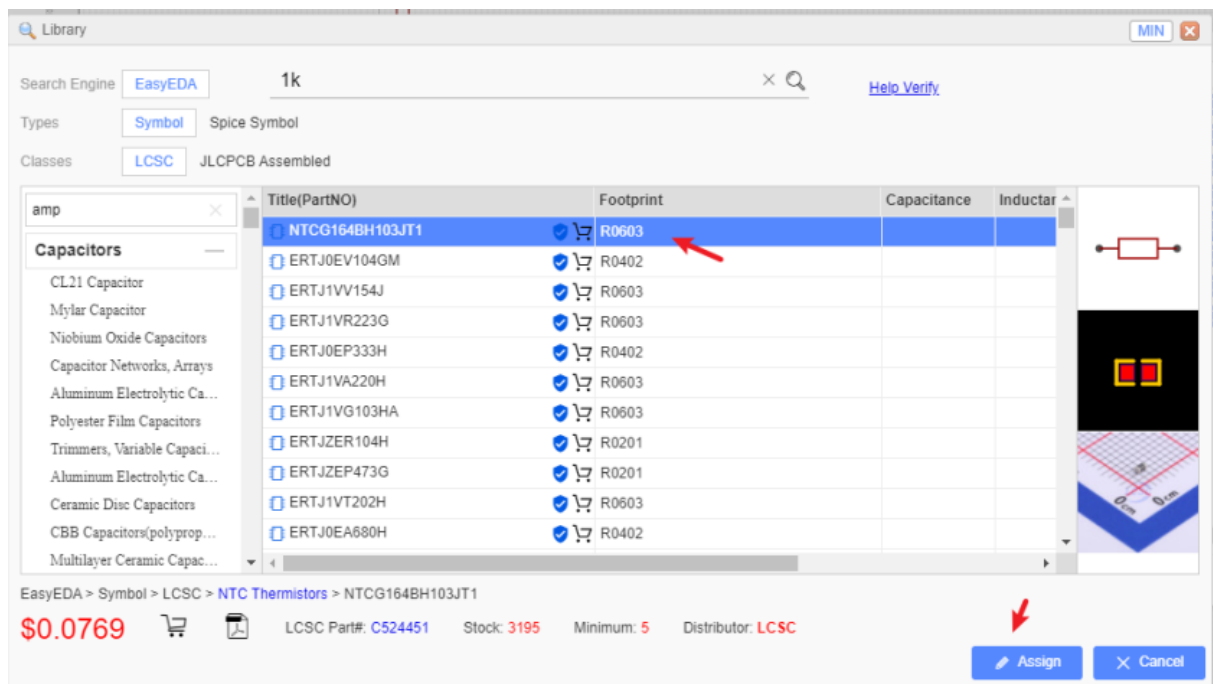 Library MIN
Search Engine EasyEDA 1k Help Verify
Types Symbol Spice Symbol
Classes LCSC JLCPCB Assembled
amp
Capacitors
CL21 Capacitor
Mylar Capacitor
Niobium Oxide Capacitors
Capacitor Networks, Arrays
Aluminum Electrolytic Ca...
Polyester Film Capacitors
Trimmers, Variable Capaci...
Aluminum Electrolytic Ca...
Ceramic Disc Capacitors
CBB Capacitors(polyprop...
Multilayer Ceramic Capac...
Title(PartNO) Footprint Capacitance Inductar
NTCG164BH103JT1 R0603
ERTJ0EV104GM R0402
ERTJ1VV154J R0603
ERTJ1VR223G R0603
ERTJ0EP333H R0402
ERTJ1VA220H R0603
ERTJ1VG103HA R0603
ERTJZER104H R0201
ERTJZEP473G R0201
ERTJ1VT202H R0603
ERTJ0EA680H R0402
0cm 0cm
EasyEDA > Symbol > LCSC > NTC Thermistors > NTCG164BH103JT1
$0.0769 LCSC Part#: C524451 Stock: 3195 Minimum: 5 Distributor: LCSC
Assign Cancel